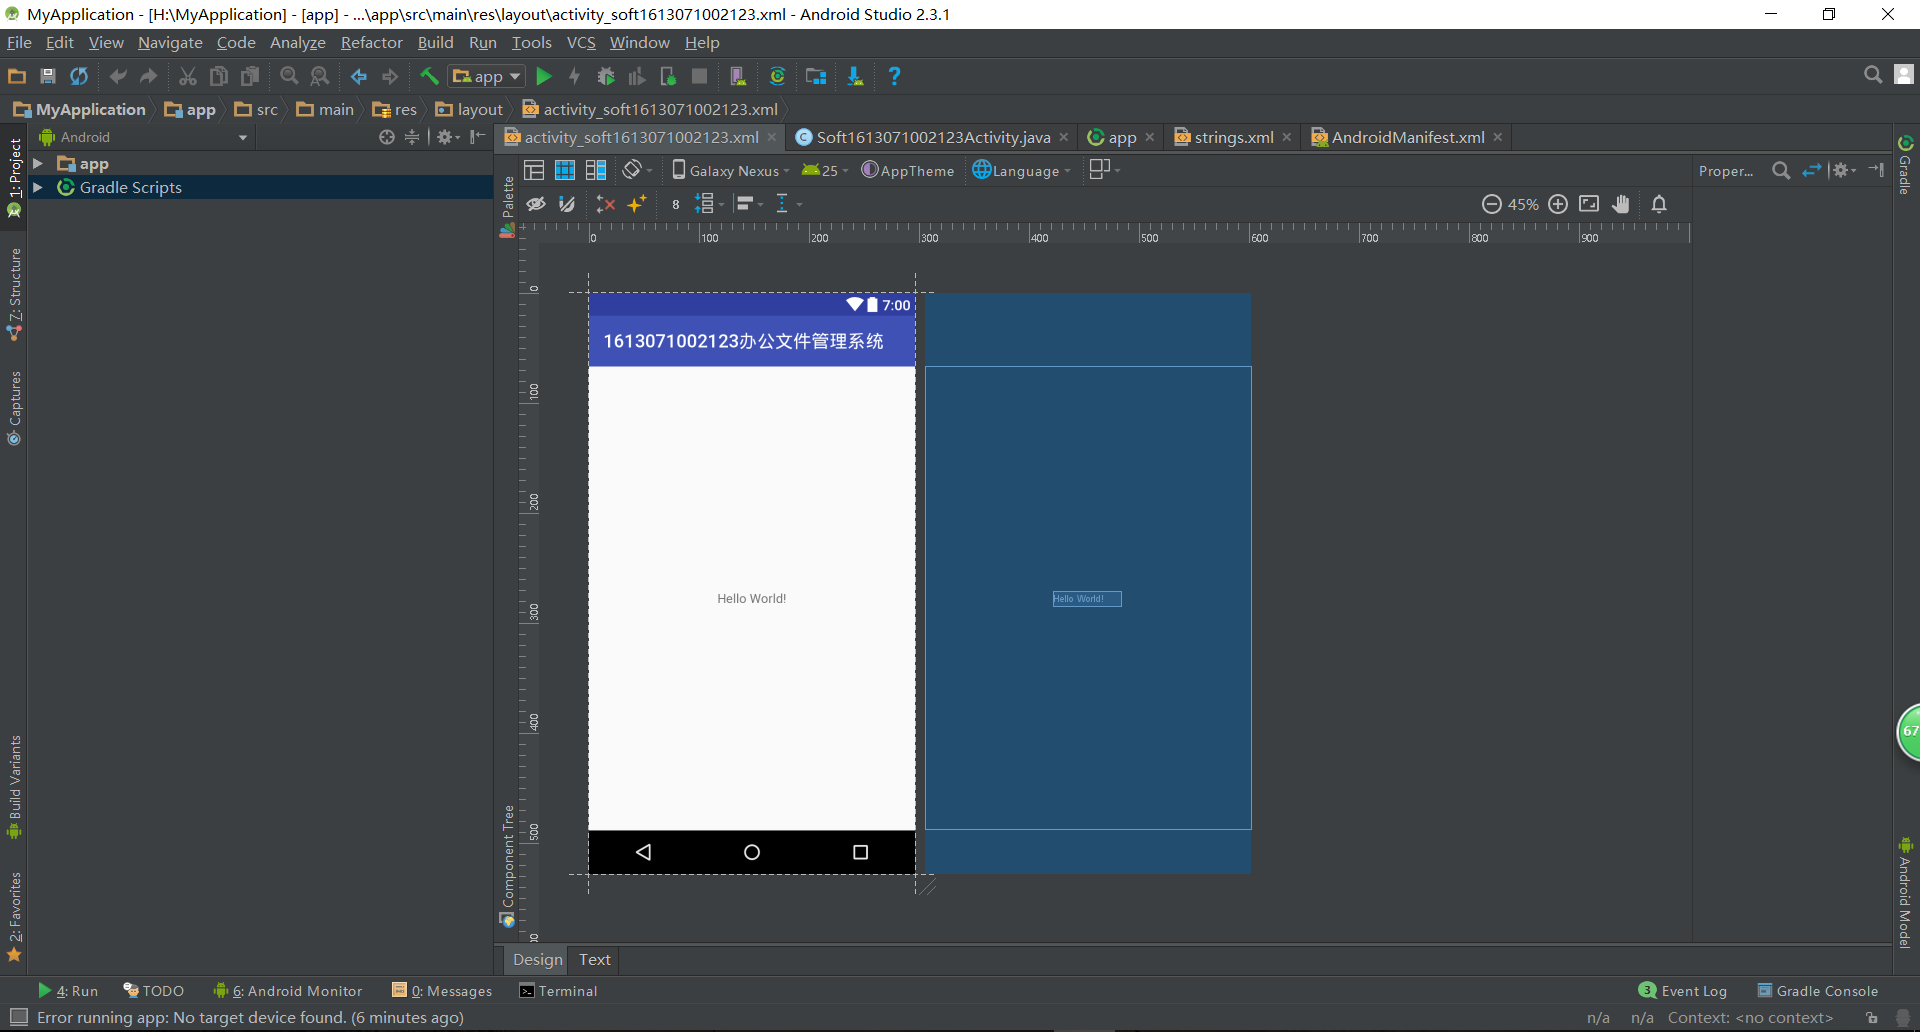 MyApplication - [H:\MyApplication] - [app] - ...\app\src\main\res\layout\activity_soft1613071002123.xml - Android Studio 2.3.1
File Edit View Navigate Code Analyze Refactor Build Run Tools VCS Window Help
app
MyApplication app src main res layout activity_soft1613071002123.xml
Android
activity_soft1613071002123.xml Soft1613071002123Activity.java app strings.xml AndroidManifest.xml
app
Gradle Scripts
Galaxy Nexus 25 AppTheme Language
Proper...
8
45%
0 100 200 300 400 500 600 700 800 900
0
100
200
300
400
500
7:00
1613071002123办公文件管理系统
Hello World!
Hello World!
1: Project
7: Structure
Captures
Build Variants
2: Favorites
Palette
Component Tree
Gradle
Android Model
67
Design Text
4: Run TODO 6: Android Monitor 0: Messages Terminal
3 Event Log Gradle Console
Error running app: No target device found. (6 minutes ago)
n/a n/a Context: <no context>